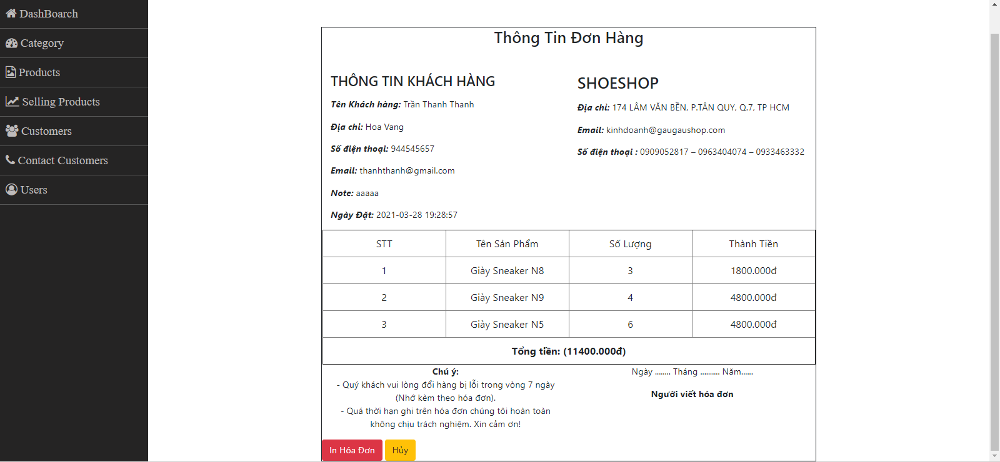 DashBoarch
Category
Products
Selling Products
Customers
Contact Customers
Users
Thông Tin Đơn Hàng
THÔNG TIN KHÁCH HÀNG
Tên Khách hàng: Trần Thanh Thanh
Địa chỉ: Hoa Vang
Số điện thoại: 944545657
Email: thanhthanh@gmail.com
Note: aaaaa
Ngày Đặt: 2021-03-28 19:28:57
SHOESHOP
Địa chỉ: 174 LÂM VĂN BỀN, P.TÂN QUY, Q.7, TP HCM
Email: kinhdoanh@gaugaushop.com
Số điện thoại : 0909052817 – 0963404074 – 0933463332
STT Tên Sản Phẩm Số Lượng Thành Tiền
1 Giày Sneaker N8 3 1800.000đ
2 Giày Sneaker N9 4 4800.000đ
3 Giày Sneaker N5 6 4800.000đ
Tổng tiền: (11400.000đ)
Chú ý:
- Quý khách vui lòng đổi hàng bị lỗi trong vòng 7 ngày
(Nhớ kèm theo hóa đơn).
- Quá thời hạn ghi trên hóa đơn chúng tôi hoàn toàn
không chịu trách nghiệm. Xin cảm ơn!
Ngày ........ Tháng .......... Năm......
Người viết hóa đơn
In Hóa Đơn
Hủy